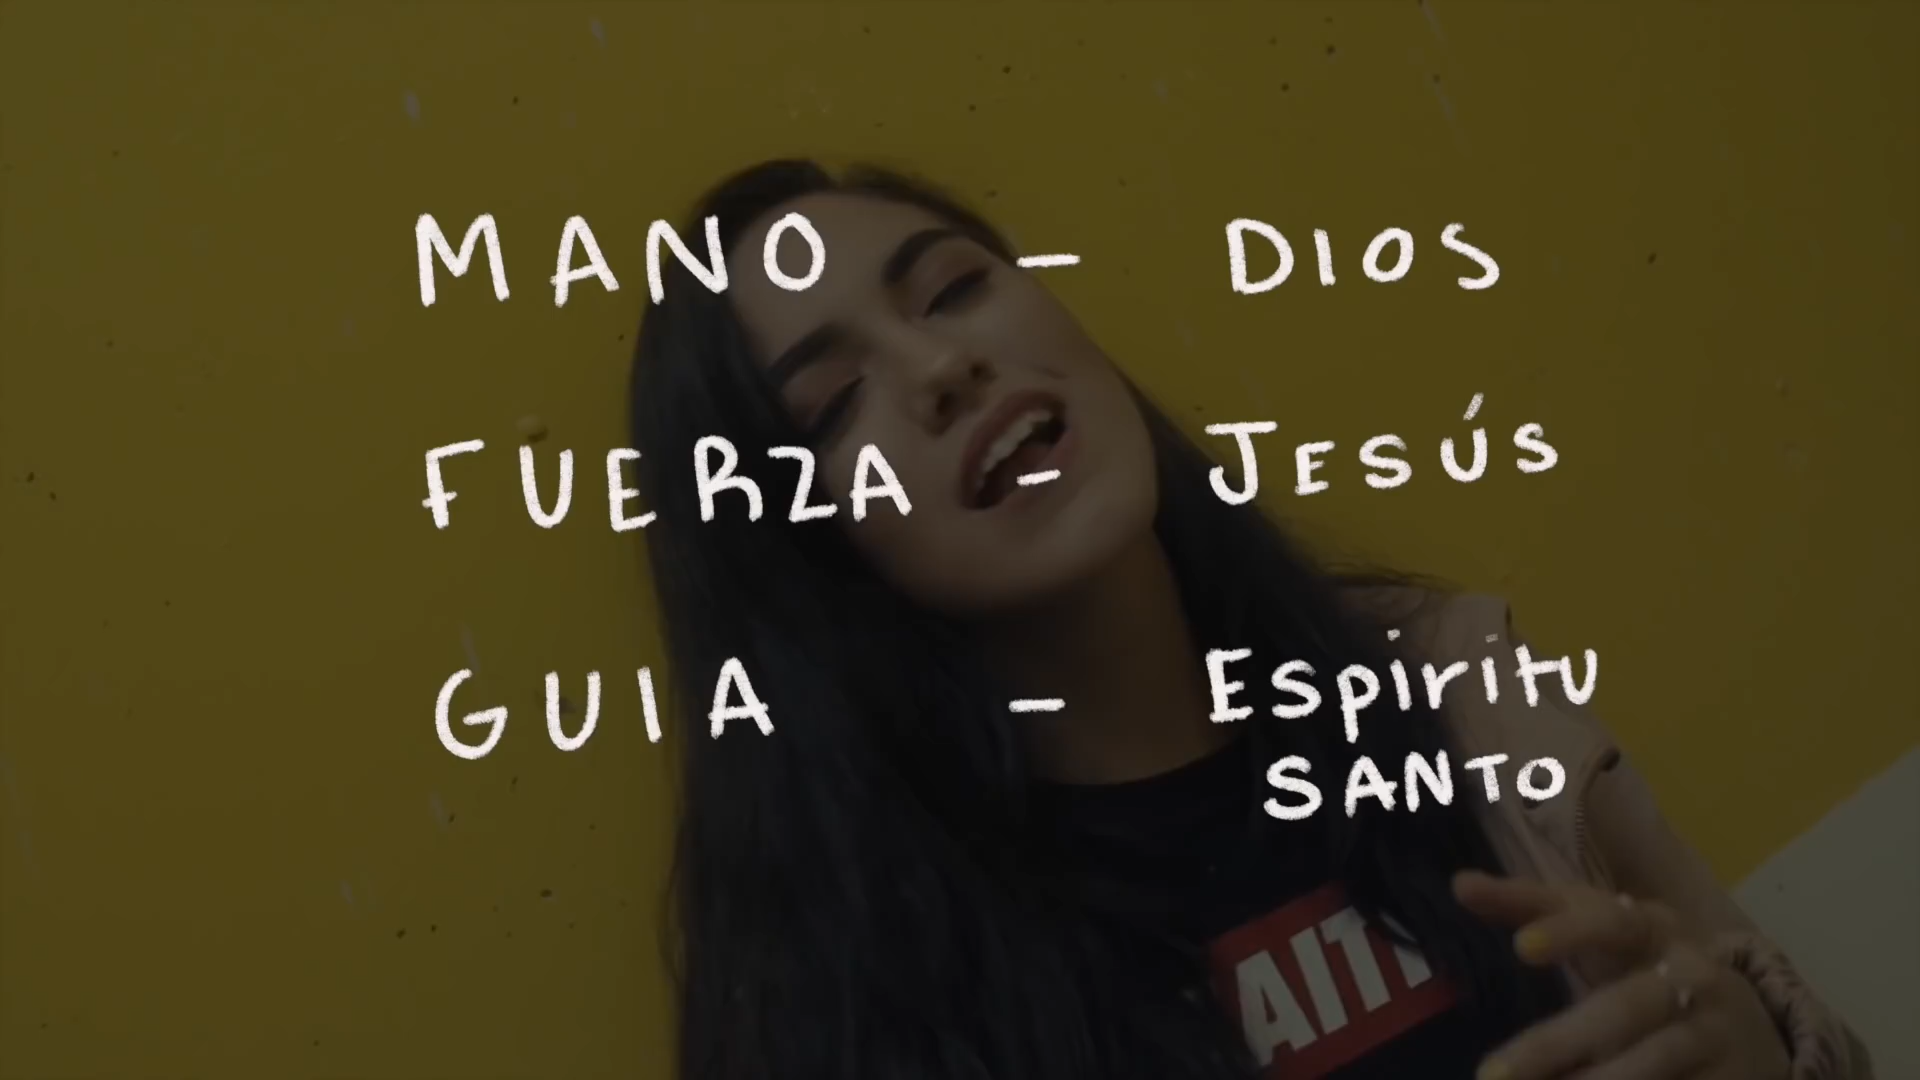 MANO - DIOS
FUERZA - JESÚS
GUIA - Espiritu
SANTO